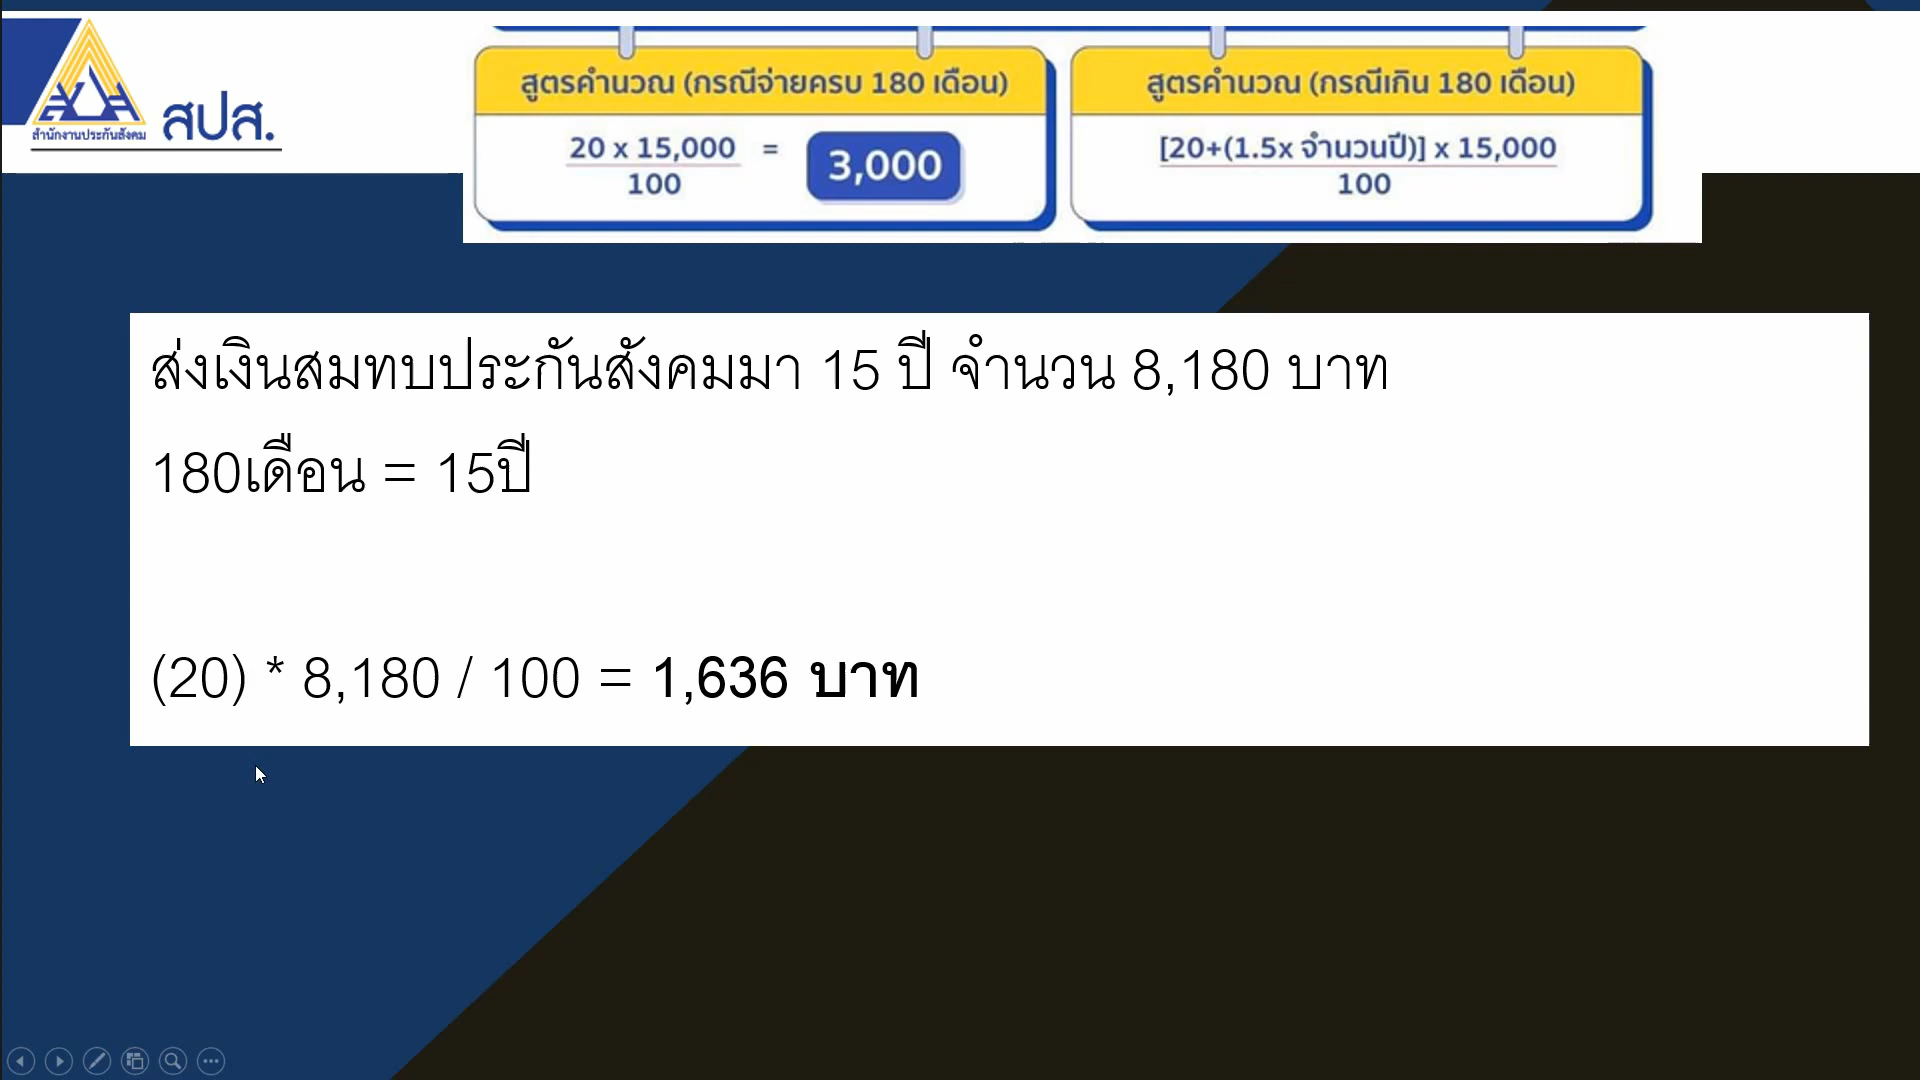 สำนักงานประกันสังคม
สปส.
สูตรคำนวณ (กรณีจ่ายครบ 180 เดือน)
20 x 15,000
100
= 3,000
สูตรคำนวณ (กรณีเกิน 180 เดือน)
[20+(1.5x จำนวนปี)] x 15,000
100
ส่งเงินสมทบประกันสังคมมา 15 ปี จำนวน 8,180 บาท
180เดือน = 15ปี
(20) * 8,180 / 100 = 1,636 บาท